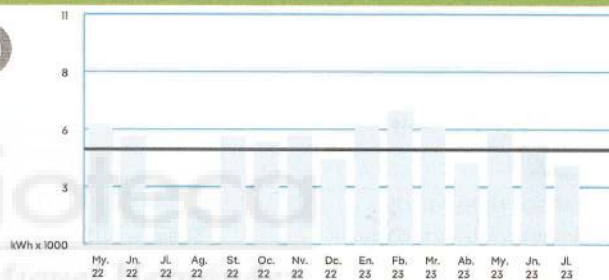 11
8
6
3
kWh x 1000
My. Jn. Jl. Ag. St. Oc. Nv. Dc. En. Fb. Mr. Ab. My. Jn. Jl.
22 22 22 22 22 22 22 22 23 23 23 23 23 23 23
ioteca